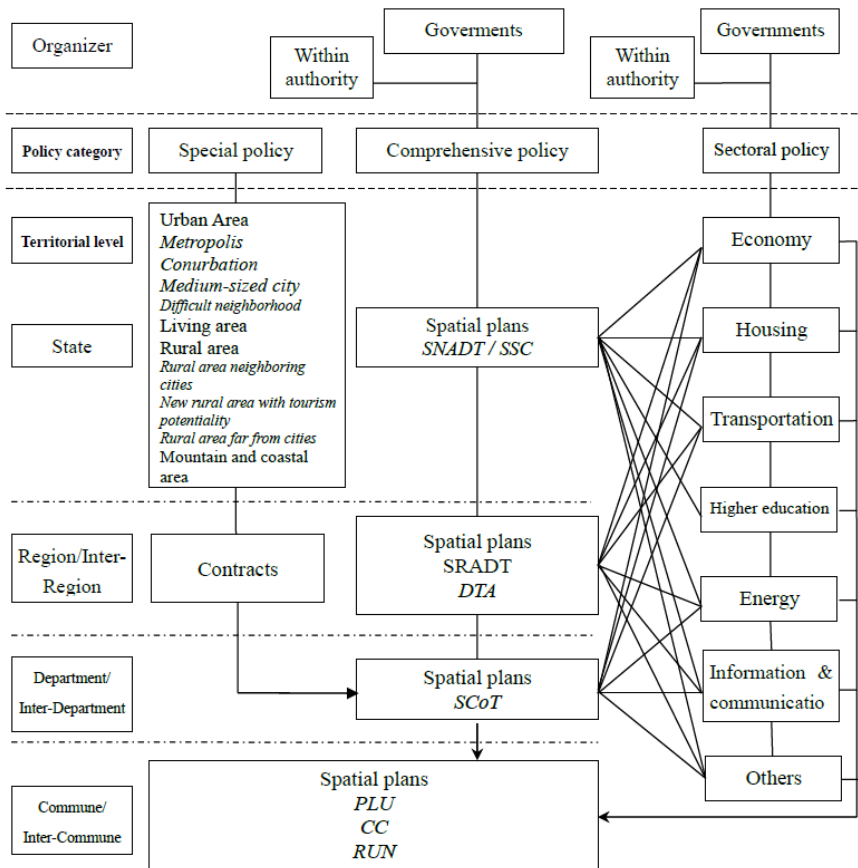 Organizer
Within
authority
Goverments
Within
authority
Governments
Policy category
Special policy
Comprehensive policy
Sectoral policy
Territorial level
State
Urban Area
Metropolis
Conurbation
Medium-sized city
Difficult neighborhood
Living area
Rural area
Rural area neighboring
cities
New rural area with tourism
potentiality
Rural area far from cities
Mountain and coastal
area
Spatial plans
SNADT / SSC
Economy
Housing
Transportation
Higher education
Energy
Information &
communicatio
Others
Region/Inter-
Region
Contracts
Spatial plans
SRADT
DTA
Department/
Inter-Department
Spatial plans
SCoT
Commune/
Inter-Commune
Spatial plans
PLU
CC
RUN